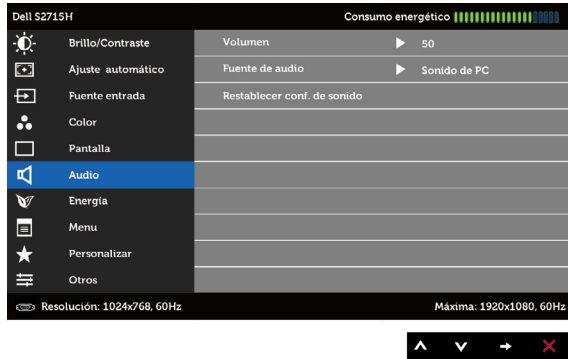 Dell S2715H Consumo energético
Brillo/Contraste Volumen 50
Ajuste automático Fuente de audio Sonido de PC
Fuente entrada Restablecer conf. de sonido
Color
Pantalla
Audio
Energía
Menu
Personalizar
Otros
Resolución: 1024x768, 60Hz Máxima: 1920x1080, 60Hz